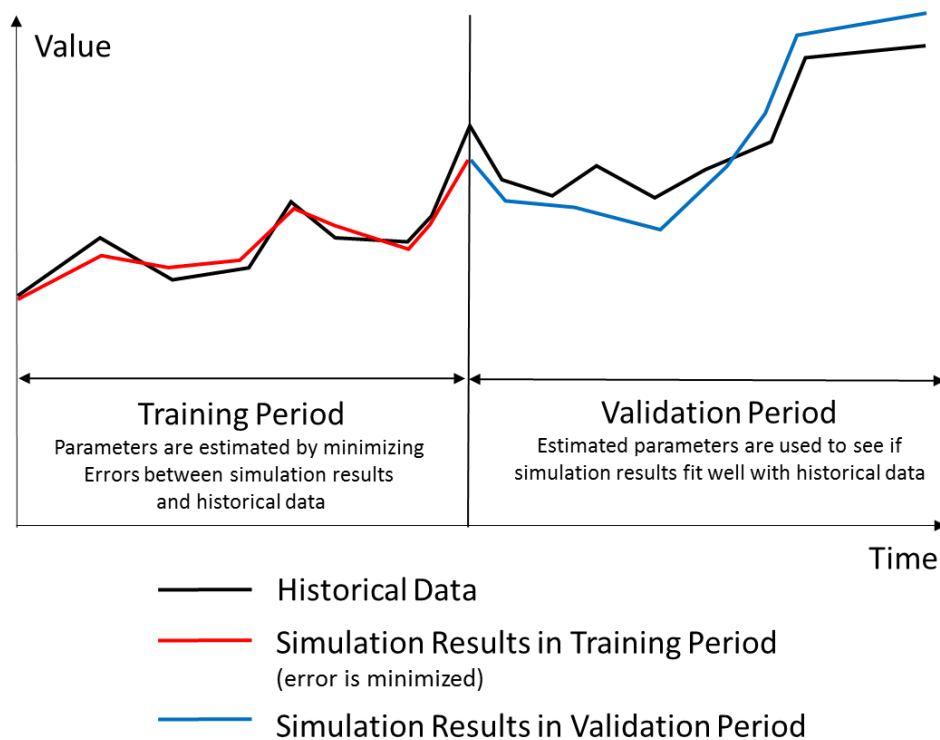 Value
Training Period
Parameters are estimated by minimizing
Errors between simulation results
and historical data
Validation Period
Estimated parameters are used to see if
simulation results fit well with historical data
Time
Historical Data
Simulation Results in Training Period
(error is minimized)
Simulation Results in Validation Period